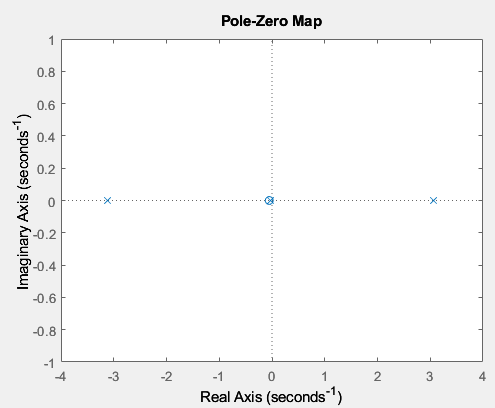 Pole-Zero Map
1
0.8
0.6
0.4
0.2
0
-0.2
-0.4
-0.6
-0.8
-1
Imaginary Axis (seconds⁻¹)
-4 -3 -2 -1 0 1 2 3 4
Real Axis (seconds⁻¹)